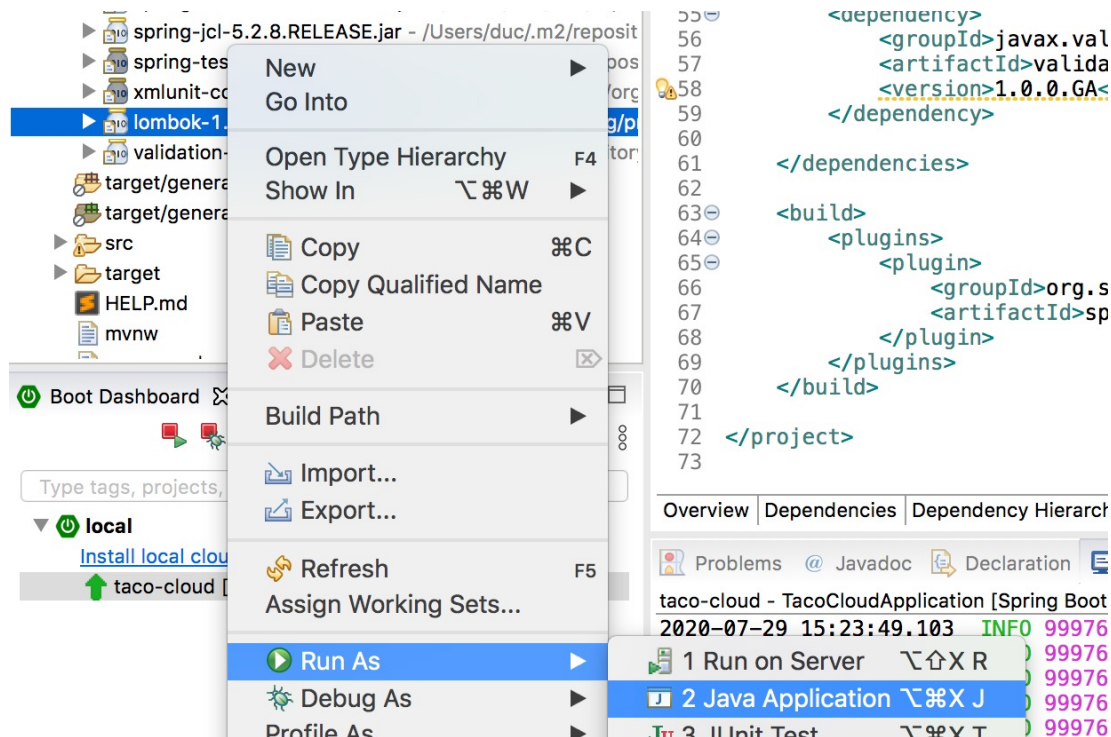 spring-jcl-5.2.8.RELEASE.jar - /Users/duc/.m2/reposit
spring-tes
xmlunit-co
lombok-1.
g/p
validation-
target/genera
target/genera
src
target
HELP.md
mvnw
Boot Dashboard
Type tags, projects,
local
Install local clou
taco-cloud [
New
Go Into
Open Type Hierarchy F4
Show In ⌥⌘W
Copy ⌘C
Copy Qualified Name
Paste ⌘V
Delete
Build Path
Import...
Export...
Refresh F5
Assign Working Sets...
Run As
Debug As
Profile As
1 Run on Server ⌥⇧X R
2 Java Application ⌥⌘X J
3 JUnit Test ⌥⌘X T
55 <dependency>
56 <groupId>javax.val
57 <artifactId>valida
58 <version>1.0.0.GA<
59 </dependency>
60
61 </dependencies>
62
63 <build>
64 <plugins>
65 <plugin>
66 <groupId>org.s
67 <artifactId>sp
68 </plugin>
69 </plugins>
70 </build>
71
72 </project>
73
Overview Dependencies Dependency Hierarch
Problems @ Javadoc Declaration
taco-cloud - TacoCloudApplication [Spring Boot
2020-07-29 15:23:49.103 INFO 99976
99976
99976
99976
99976